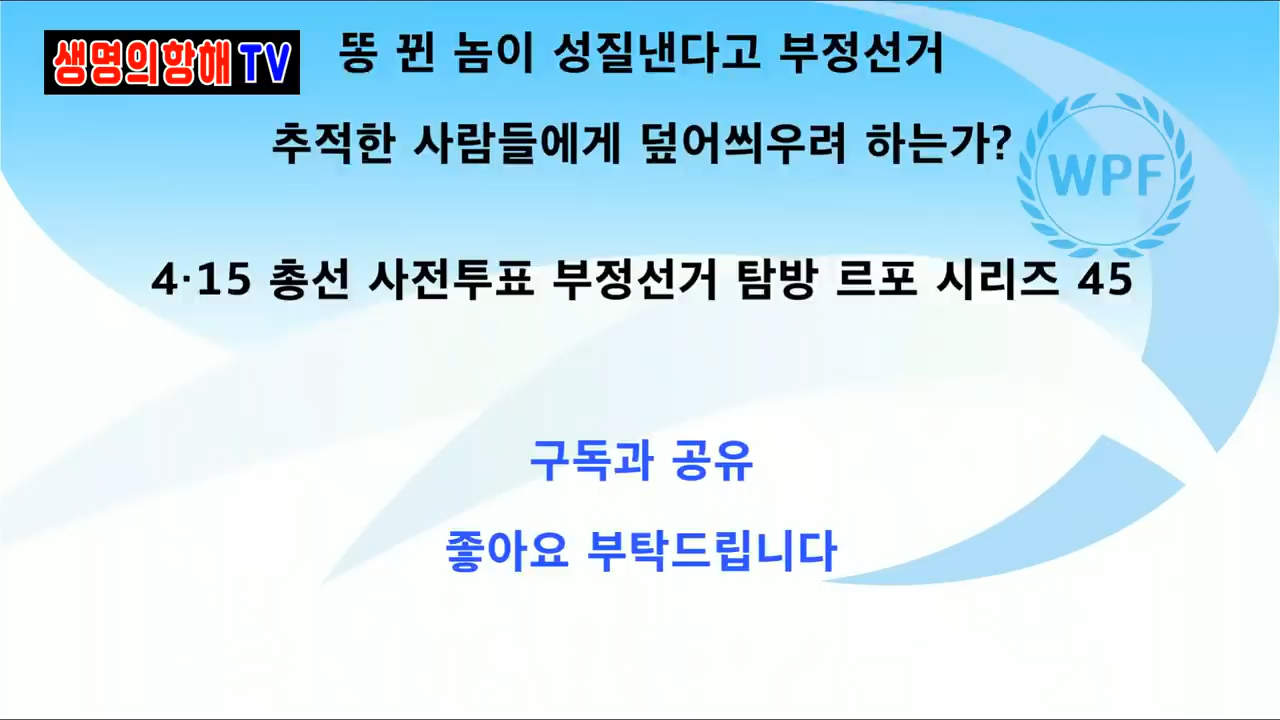 생명의항해TV
똥 뀐 놈이 성질낸다고 부정선거
추적한 사람들에게 덮어씌우려 하는가?
WPF
4·15 총선 사전투표 부정선거 탐방 르포 시리즈 45
구독과 공유
좋아요 부탁드립니다